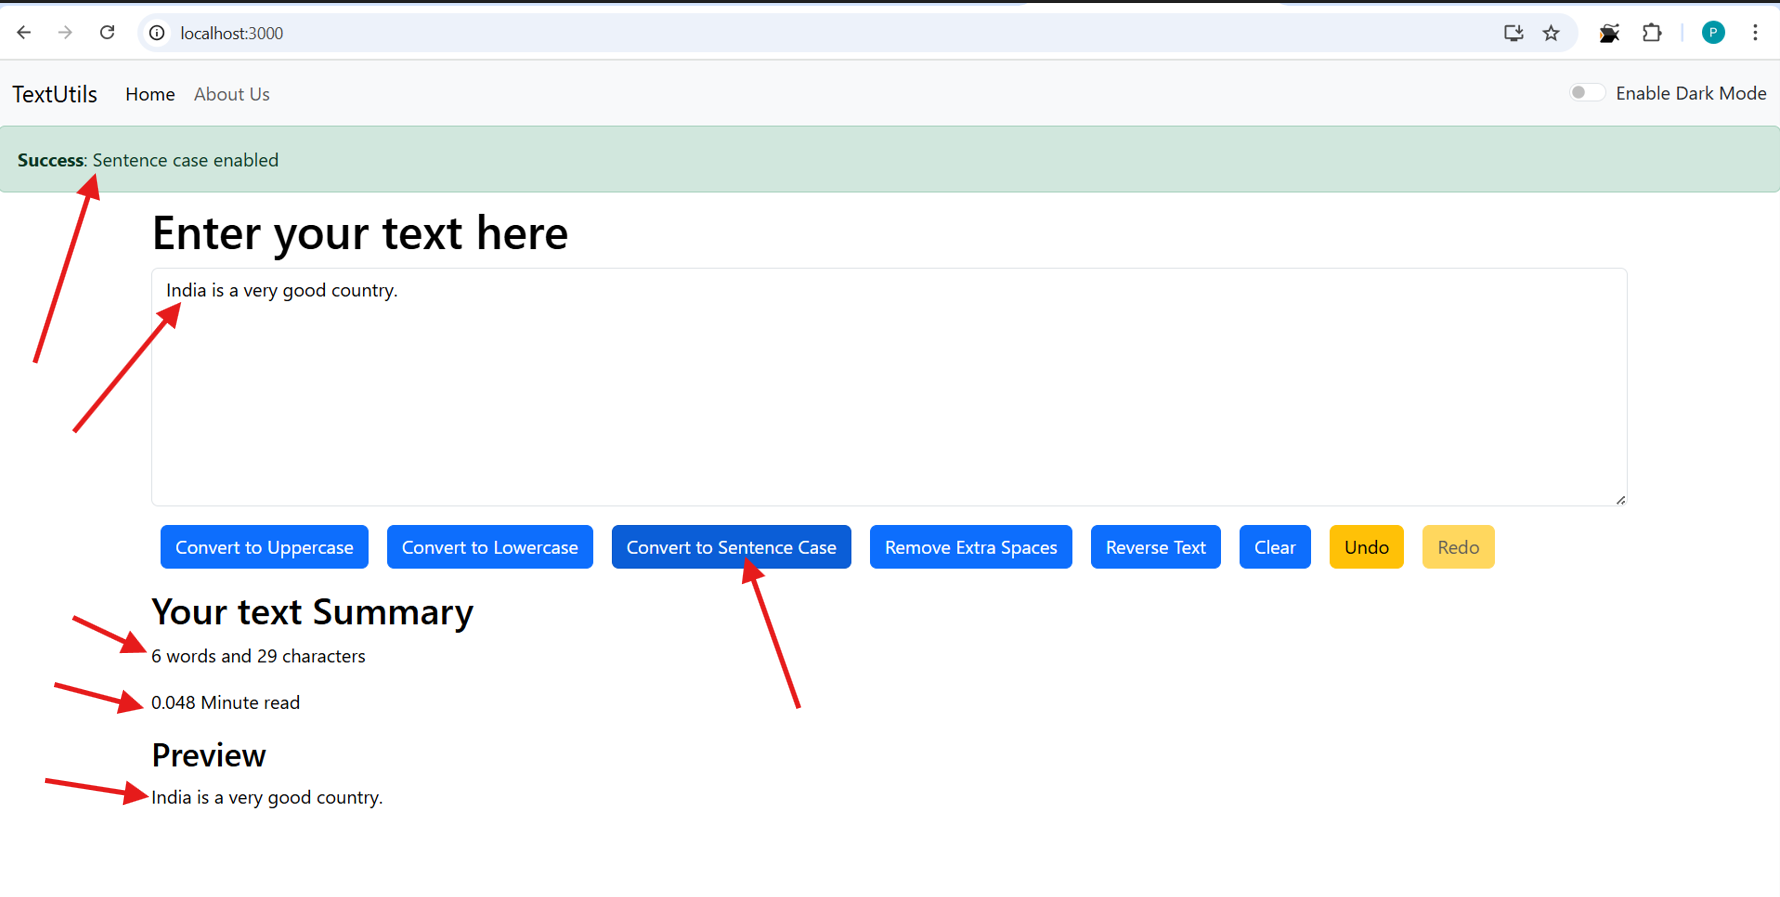 localhost:3000
P
TextUtils Home About Us Enable Dark Mode
Success: Sentence case enabled
Enter your text here
India is a very good country.
Convert to Uppercase Convert to Lowercase Convert to Sentence Case Remove Extra Spaces Reverse Text Clear Undo Redo
Your text Summary
6 words and 29 characters
0.048 Minute read
Preview
India is a very good country.